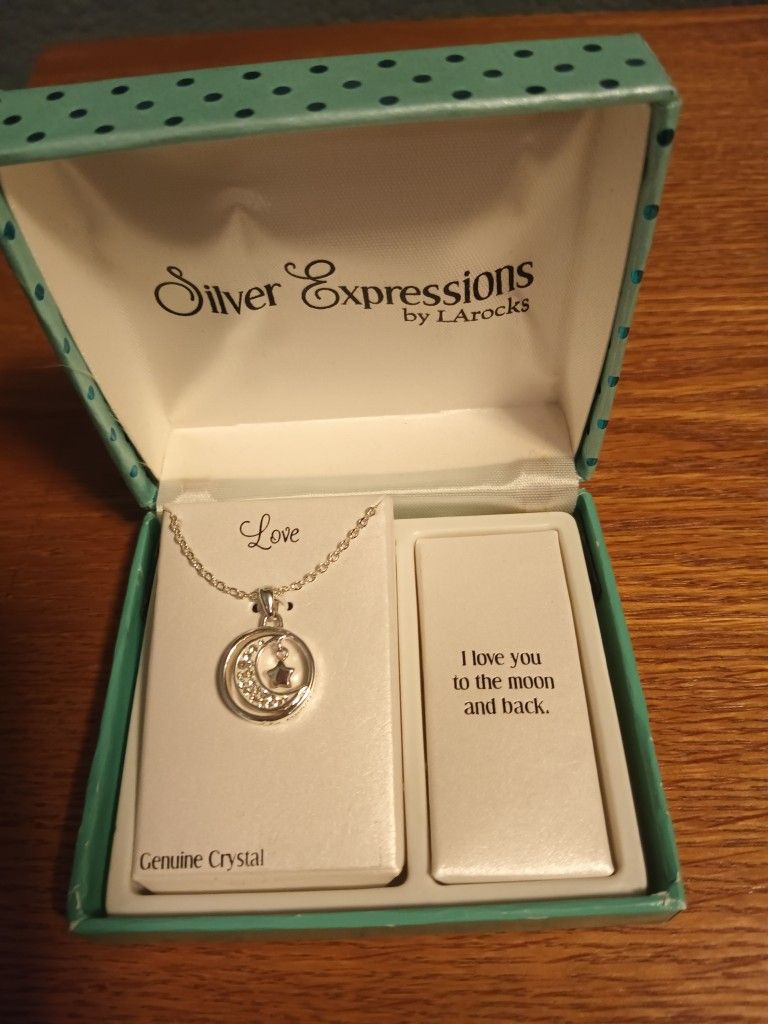 Silver Expressions
by LArocks
Love
Genuine Crystal
I love you
to the moon
and back.